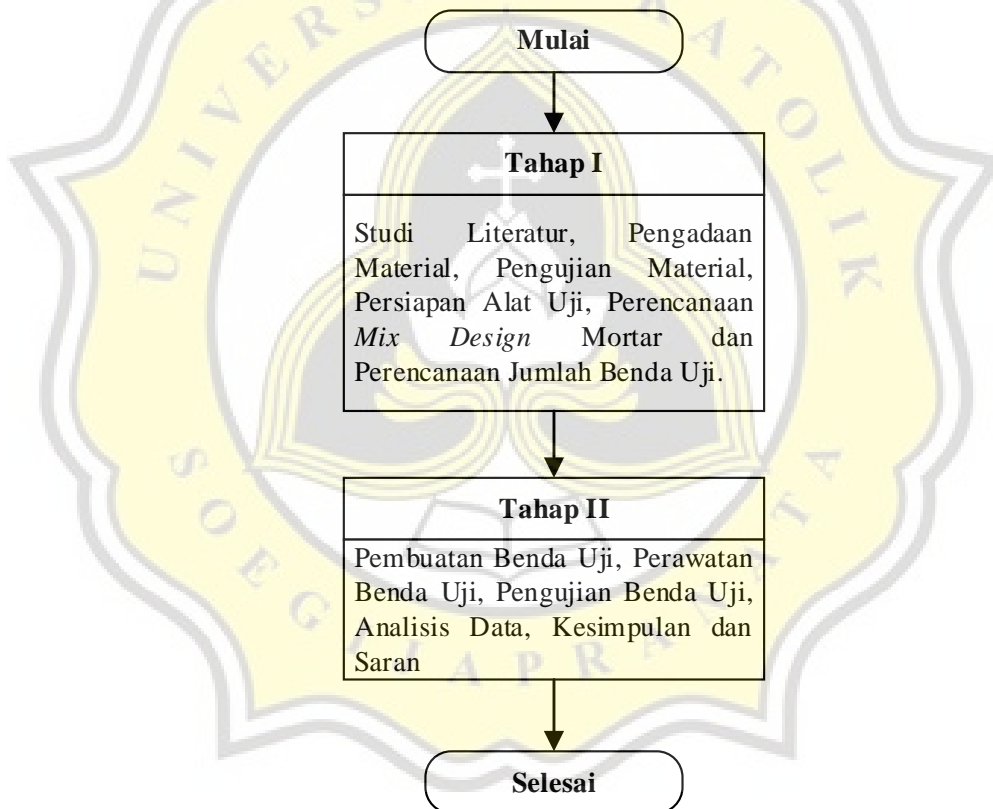 Mulai
Tahap I
Studi Literatur, Pengadaan
Material, Pengujian Material,
Persiapan Alat Uji, Perencanaan
Mix Design Mortar dan
Perencanaan Jumlah Benda Uji.
Tahap II
Pembuatan Benda Uji, Perawatan
Benda Uji, Pengujian Benda Uji,
Analisis Data, Kesimpulan dan
Saran
Selesai
SOEGIJAPRANATA